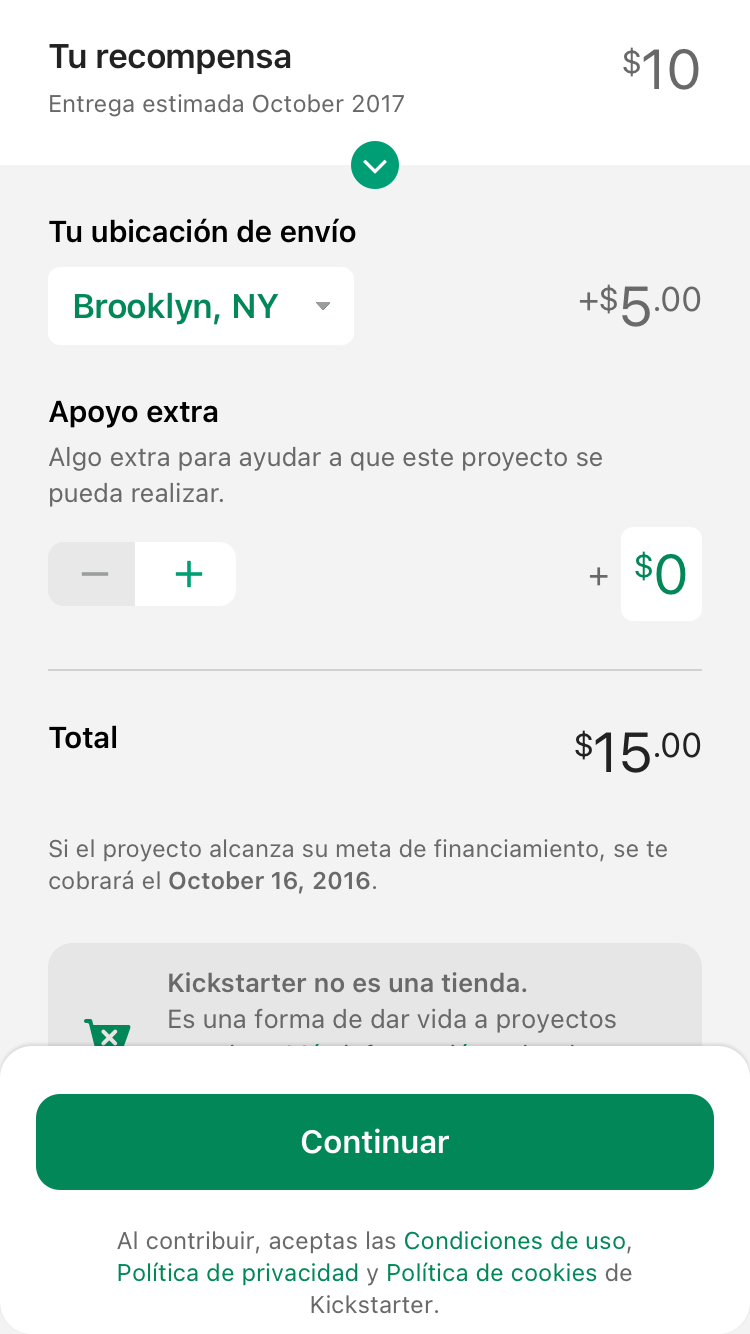 Tu recompensa
$10
Entrega estimada October 2017
Tu ubicación de envío
Brooklyn, NY
+$5.00
Apoyo extra
Algo extra para ayudar a que este proyecto se
pueda realizar.
+ $0
Total
$15.00
Si el proyecto alcanza su meta de financiamiento, se te
cobrará el October 16, 2016.
Kickstarter no es una tienda.
Es una forma de dar vida a proyectos
Continuar
Al contribuir, aceptas las Condiciones de uso,
Política de privacidad y Política de cookies de
Kickstarter.